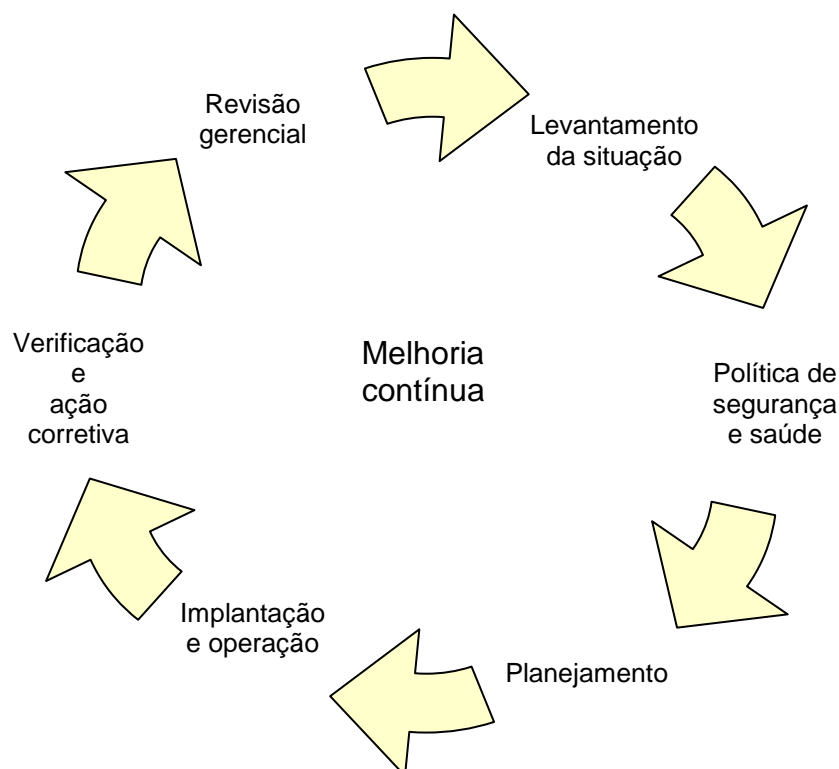 Revisão
gerencial
Levantamento
da situação
Política de
segurança
e saúde
Planejamento
Implantação
e operação
Verificação
e
ação
corretiva
Melhoria
contínua